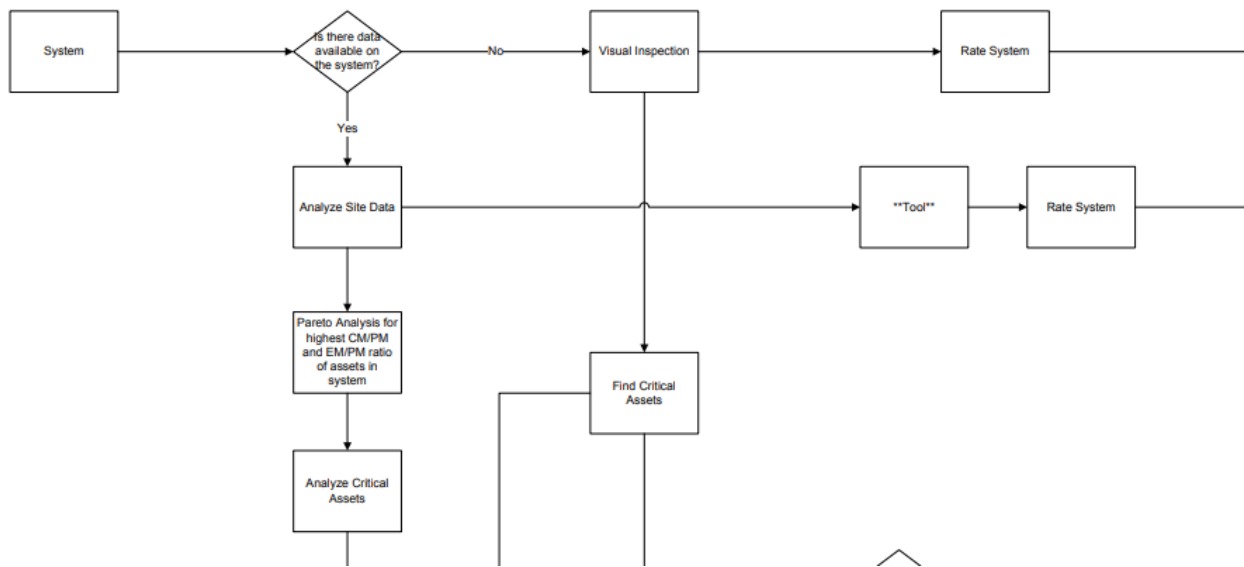 System
Is there data
available on
the system?
No
Visual Inspection
Rate System
Yes
Analyze Site Data
**Tool**
Rate System
Pareto Analysis for
highest CM/PM
and EM/PM ratio
of assets in
system
Find Critical
Assets
Analyze Critical
Assets